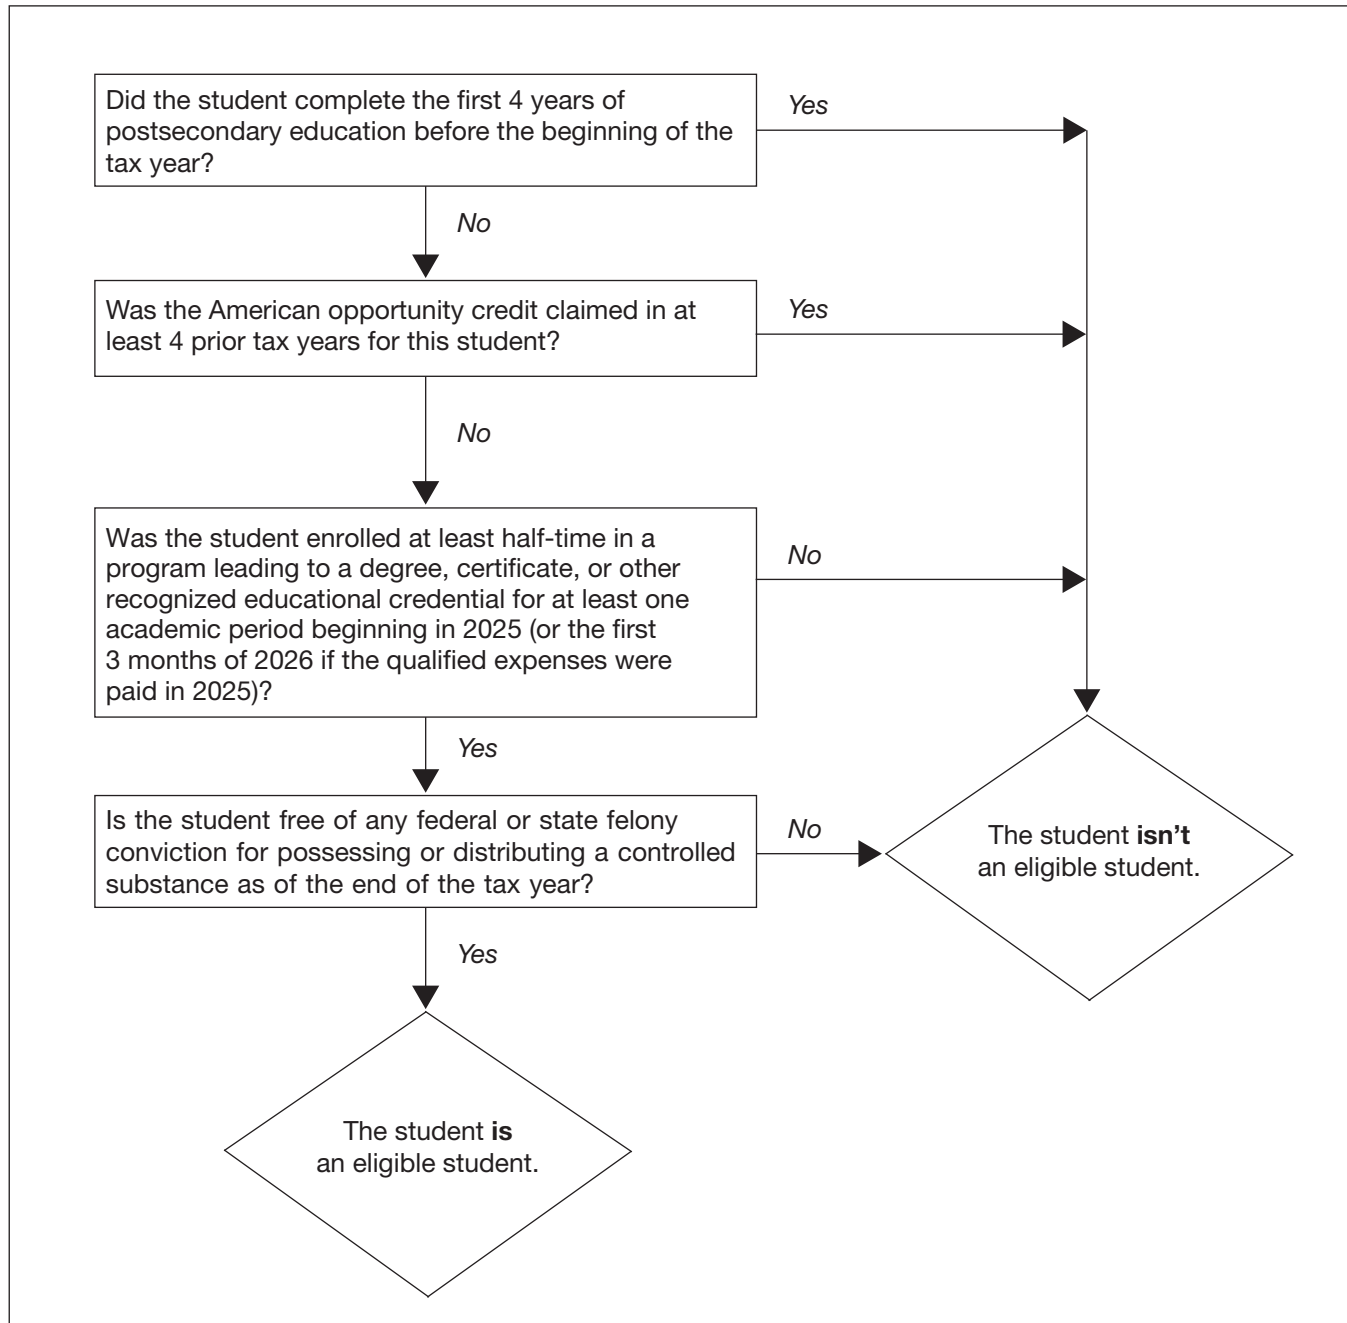 Did the student complete the first 4 years of
postsecondary education before the beginning of the
tax year?
Yes
No
Was the American opportunity credit claimed in at
least 4 prior tax years for this student?
Yes
No
Was the student enrolled at least half-time in a
program leading to a degree, certificate, or other
recognized educational credential for at least one
academic period beginning in 2025 (or the first
3 months of 2026 if the qualified expenses were
paid in 2025)?
No
Yes
Is the student free of any federal or state felony
conviction for possessing or distributing a controlled
substance as of the end of the tax year?
No
The student isn't
an eligible student.
Yes
The student is
an eligible student.